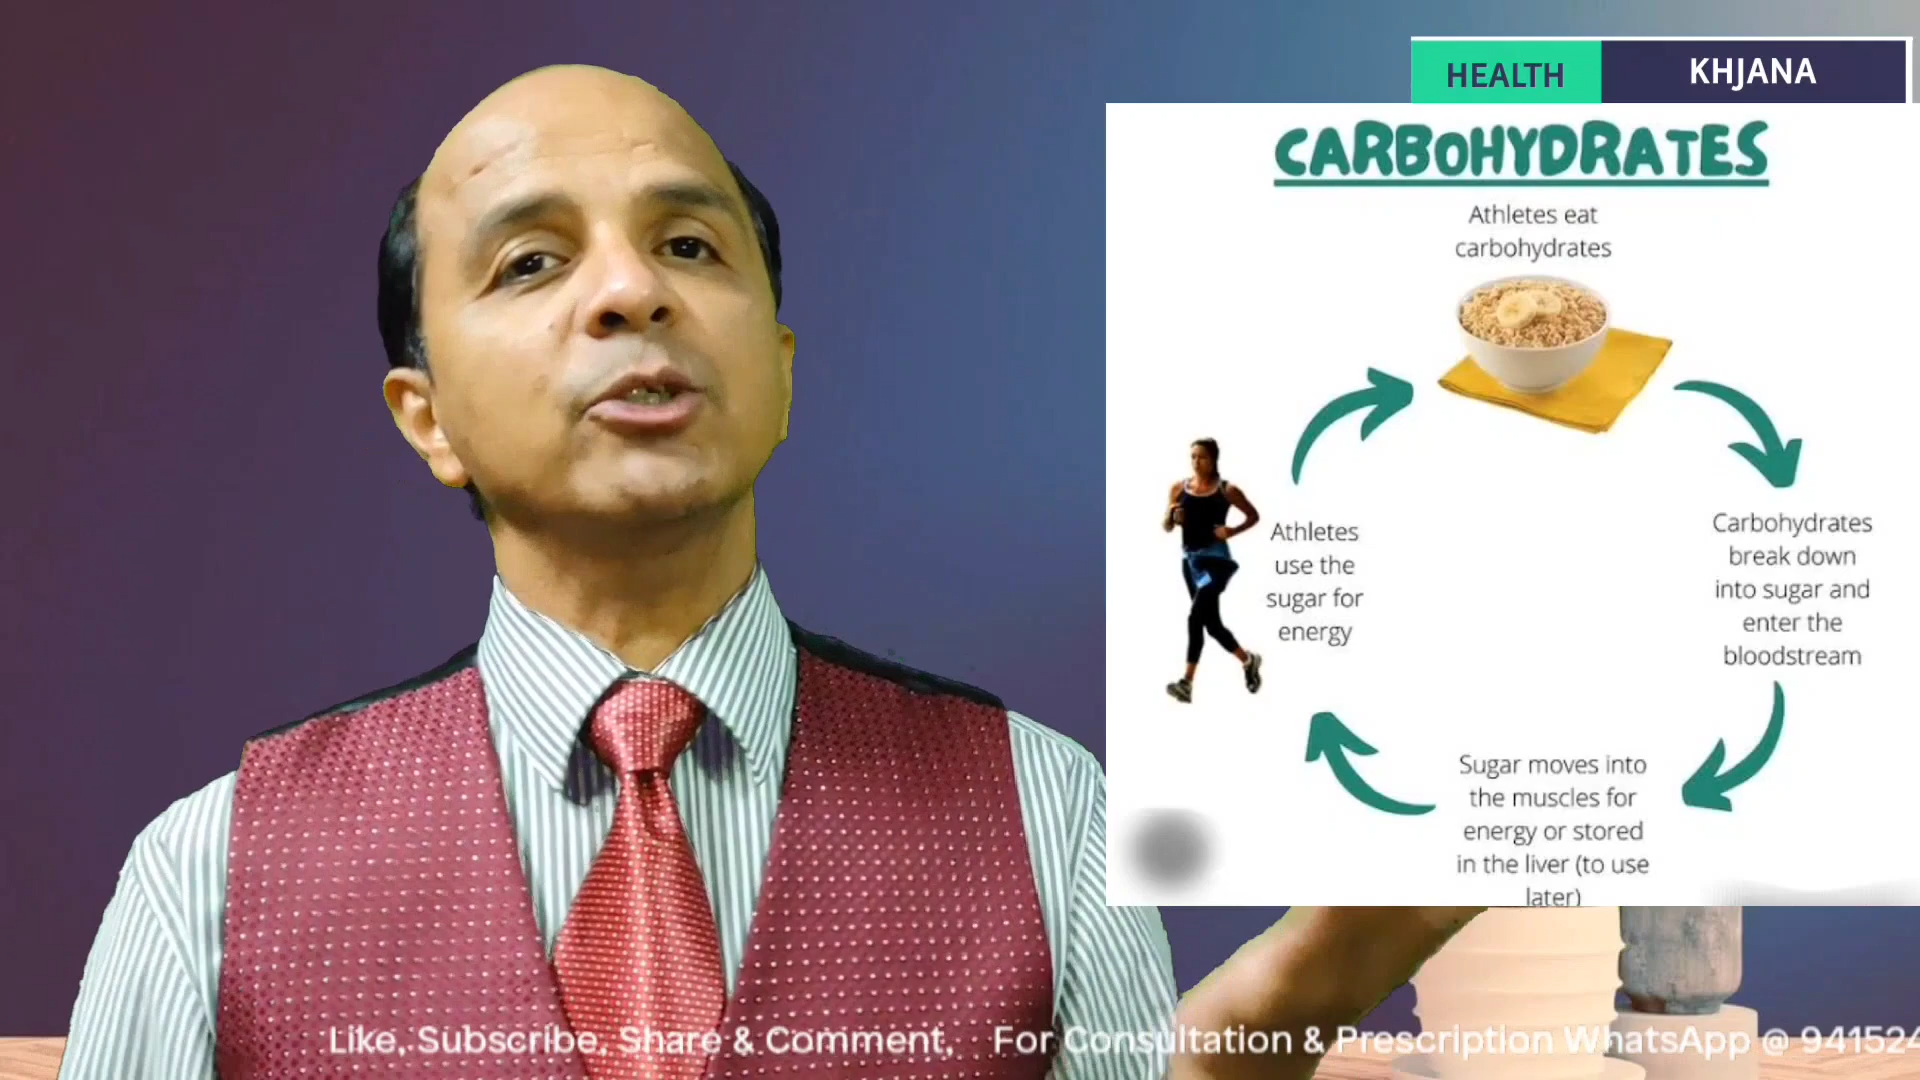 HEALTH KHJANA
CARBOHYDRATES
Athletes eat
carbohydrates
Carbohydrates
break down
into sugar and
enter the
bloodstream
Sugar moves into
the muscles for
energy or stored
in the liver (to use
later)
Athletes
use the
sugar for
energy
Like, Subscribe, Share & Comment, For Consultation & Prescription WhatsApp @ 941524